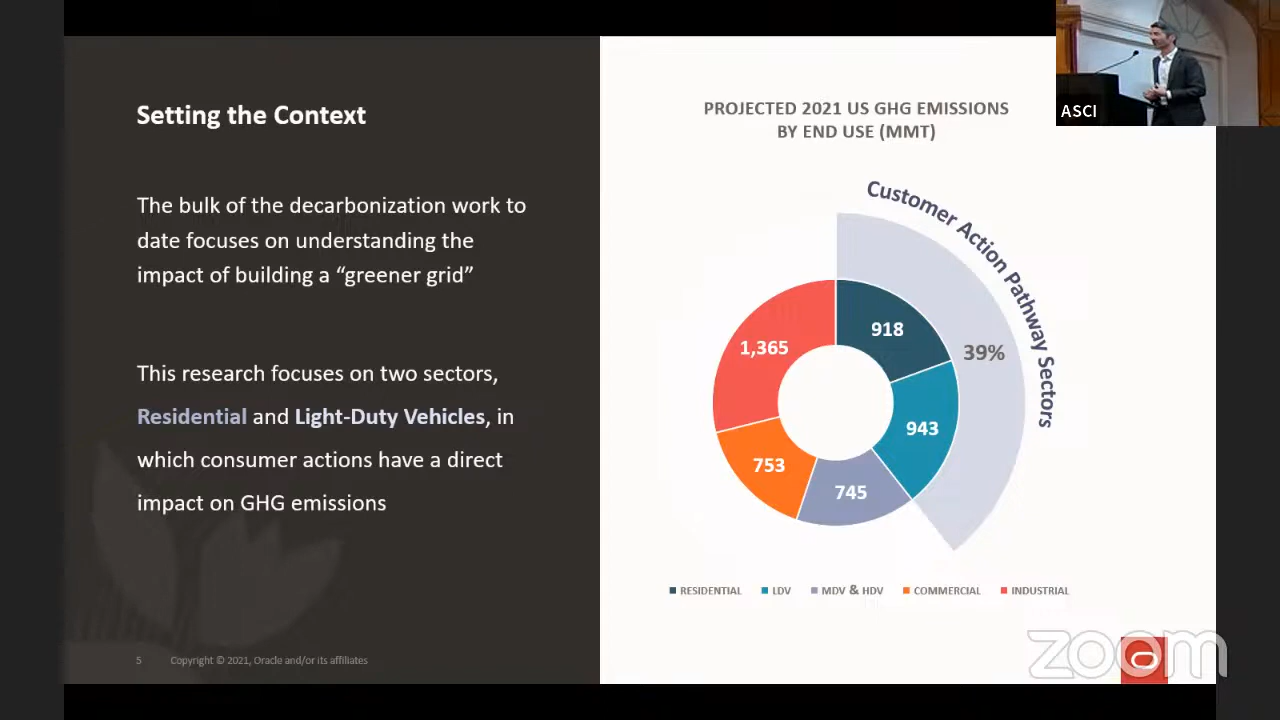 Setting the Context
The bulk of the decarbonization work to
date focuses on understanding the
impact of building a “greener grid”
This research focuses on two sectors,
Residential and Light-Duty Vehicles, in
which consumer actions have a direct
impact on GHG emissions
5 Copyright © 2021, Oracle and/or its affiliates
PROJECTED 2021 US GHG EMISSIONS
BY END USE (MMT)
Customer Action Pathway Sectors
39%
918
943
745
753
1,365
RESIDENTIAL LDV MDV & HDV COMMERCIAL INDUSTRIAL
ASCI
zoom